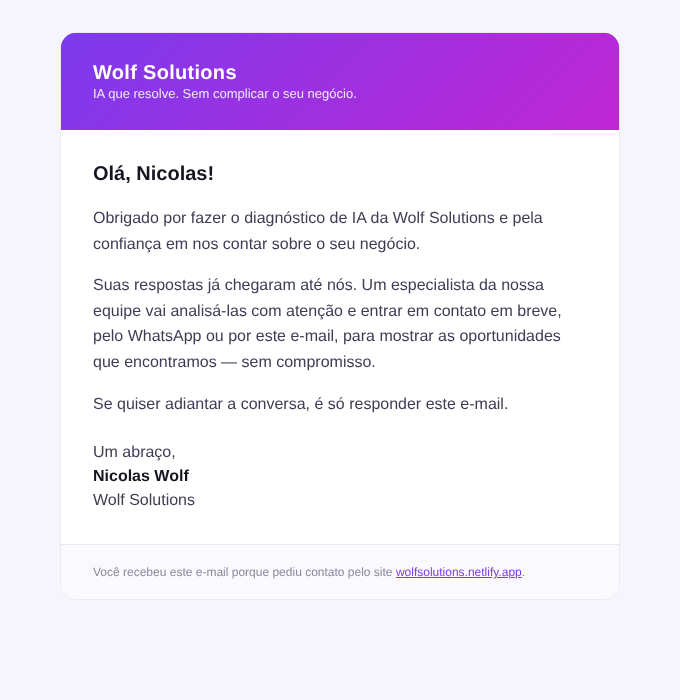 Wolf Solutions
IA que resolve. Sem complicar o seu negócio.
Olá, Nicolas!
Obrigado por fazer o diagnóstico de IA da Wolf Solutions e pela
confiança em nos contar sobre o seu negócio.
Suas respostas já chegaram até nós. Um especialista da nossa
equipe vai analisá-las com atenção e entrar em contato em breve,
pelo WhatsApp ou por este e-mail, para mostrar as oportunidades
que encontramos — sem compromisso.
Se quiser adiantar a conversa, é só responder este e-mail.
Um abraço,
Nicolas Wolf
Wolf Solutions
Você recebeu este e-mail porque pediu contato pelo site wolfsolutions.netlify.app.